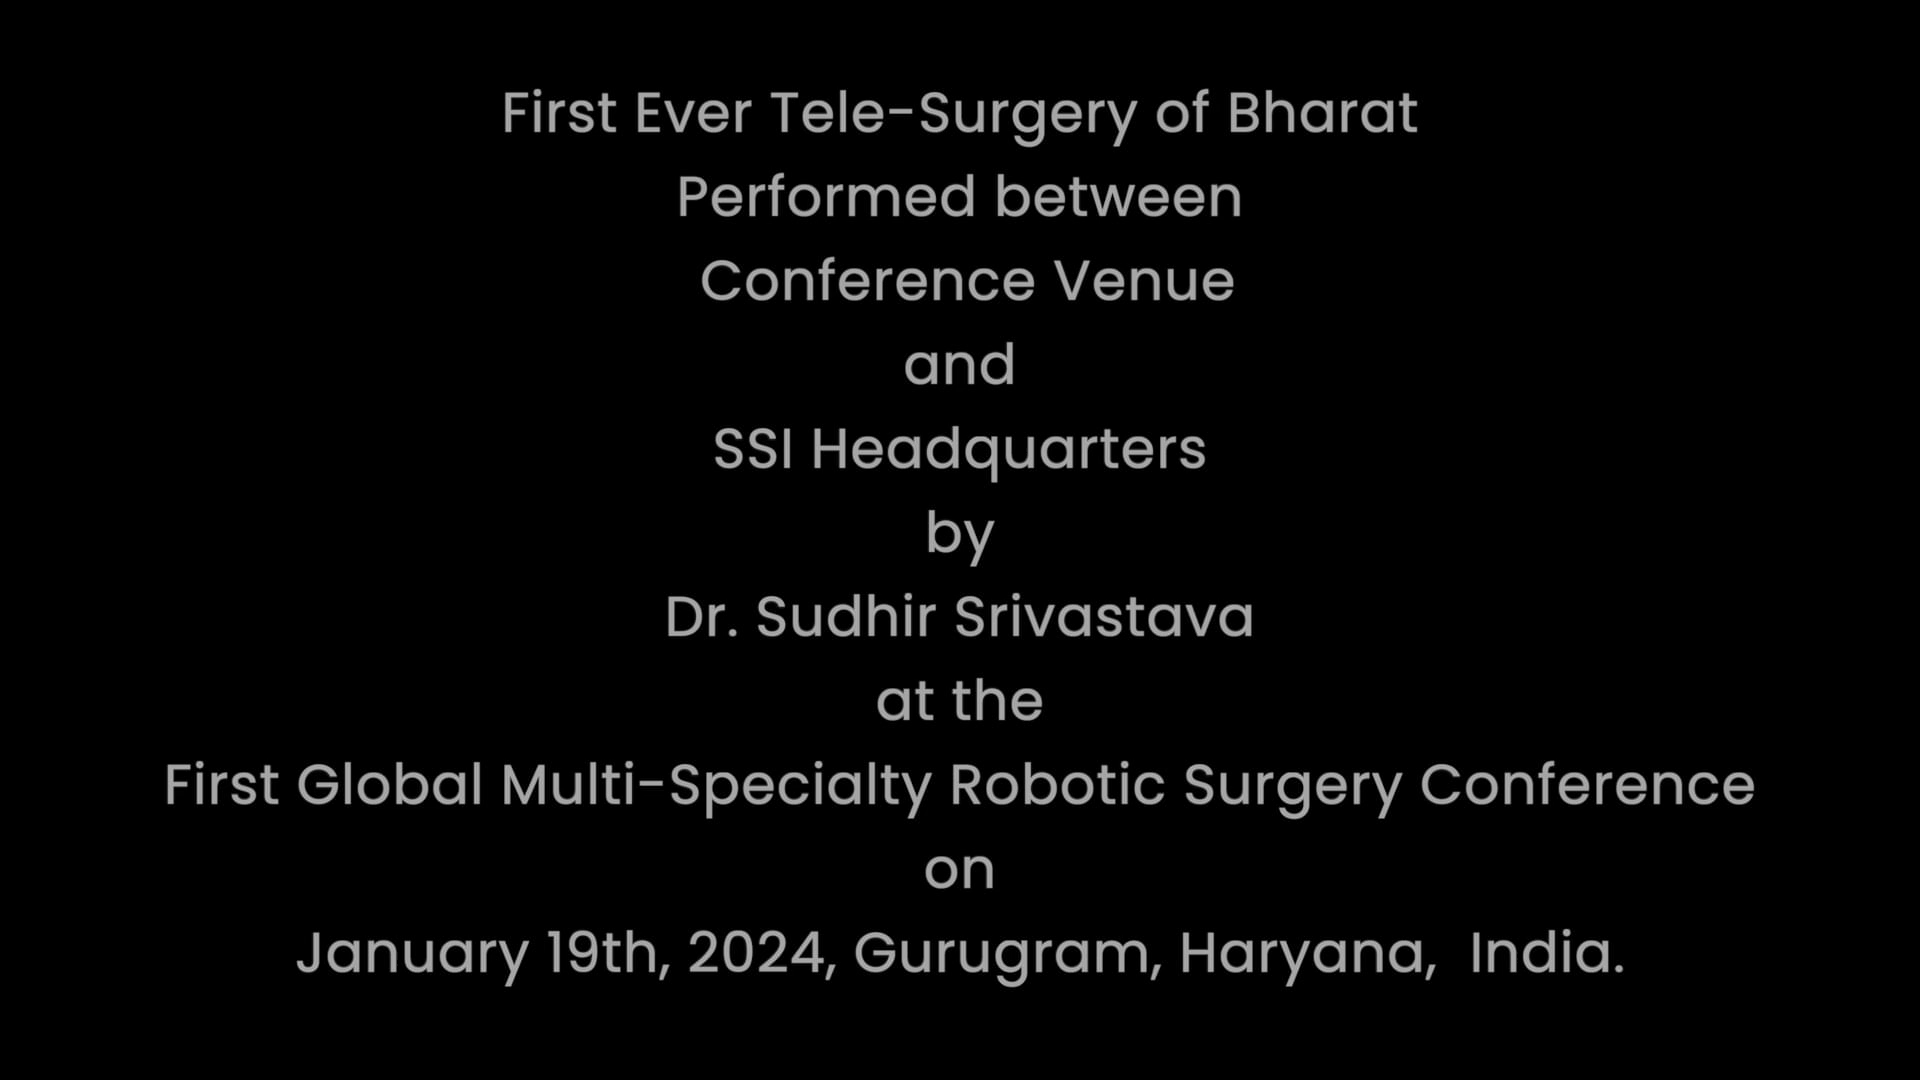 First Ever Tele-Surgery of Bharat
Performed between
Conference Venue
and
SSI Headquarters
by
Dr. Sudhir Srivastava
at the
First Global Multi-Specialty Robotic Surgery Conference
on
January 19th, 2024, Gurugram, Haryana,  India.